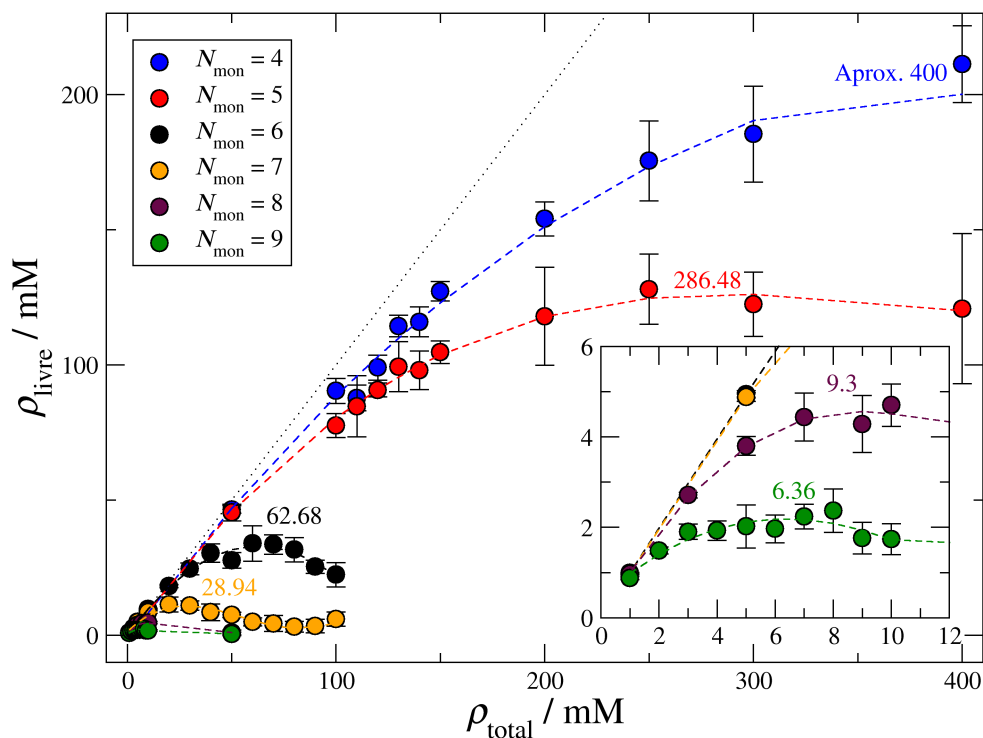 N_mon = 4
N_mon = 5
N_mon = 6
N_mon = 7
N_mon = 8
N_mon = 9
Aprox. 400
286.48
62.68
28.94
9.3
6.36
200
100
0
ρ_livre / mM
6
4
2
0
0 2 4 6 8 10 12
0 100 200 300 400
ρ_total / mM